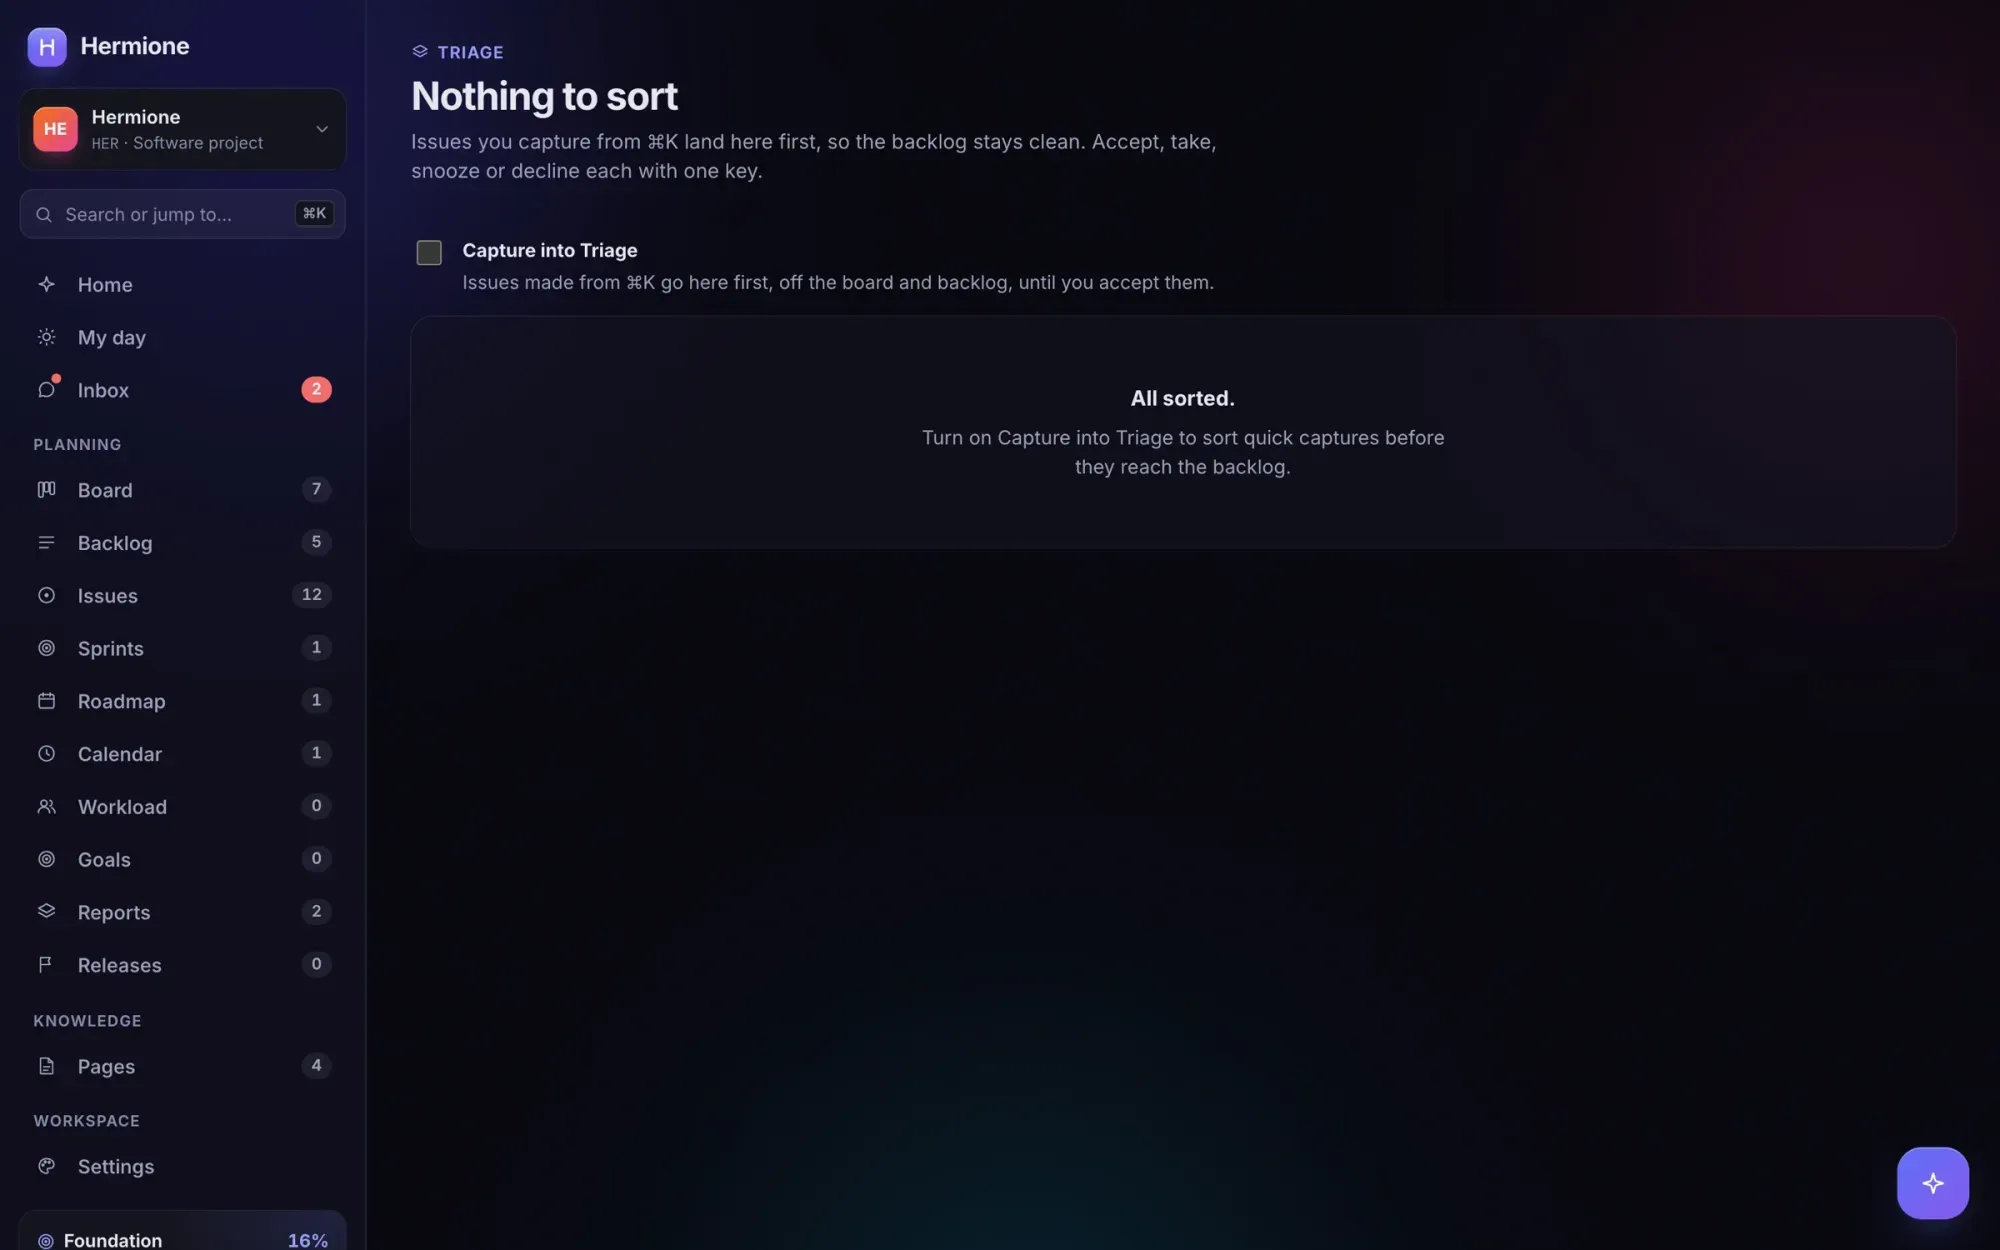 Hermione
HE
Hermione
HER · Software project
Search or jump to...
⌘K
Home
My day
Inbox
2
PLANNING
Board
7
Backlog
5
Issues
12
Sprints
1
Roadmap
1
Calendar
1
Workload
0
Goals
0
Reports
2
Releases
0
KNOWLEDGE
Pages
4
WORKSPACE
Settings
Foundation
16%
TRIAGE
Nothing to sort
Issues you capture from ⌘K land here first, so the backlog stays clean. Accept, take,
snooze or decline each with one key.
Capture into Triage
Issues made from ⌘K go here first, off the board and backlog, until you accept them.
All sorted.
Turn on Capture into Triage to sort quick captures before
they reach the backlog.